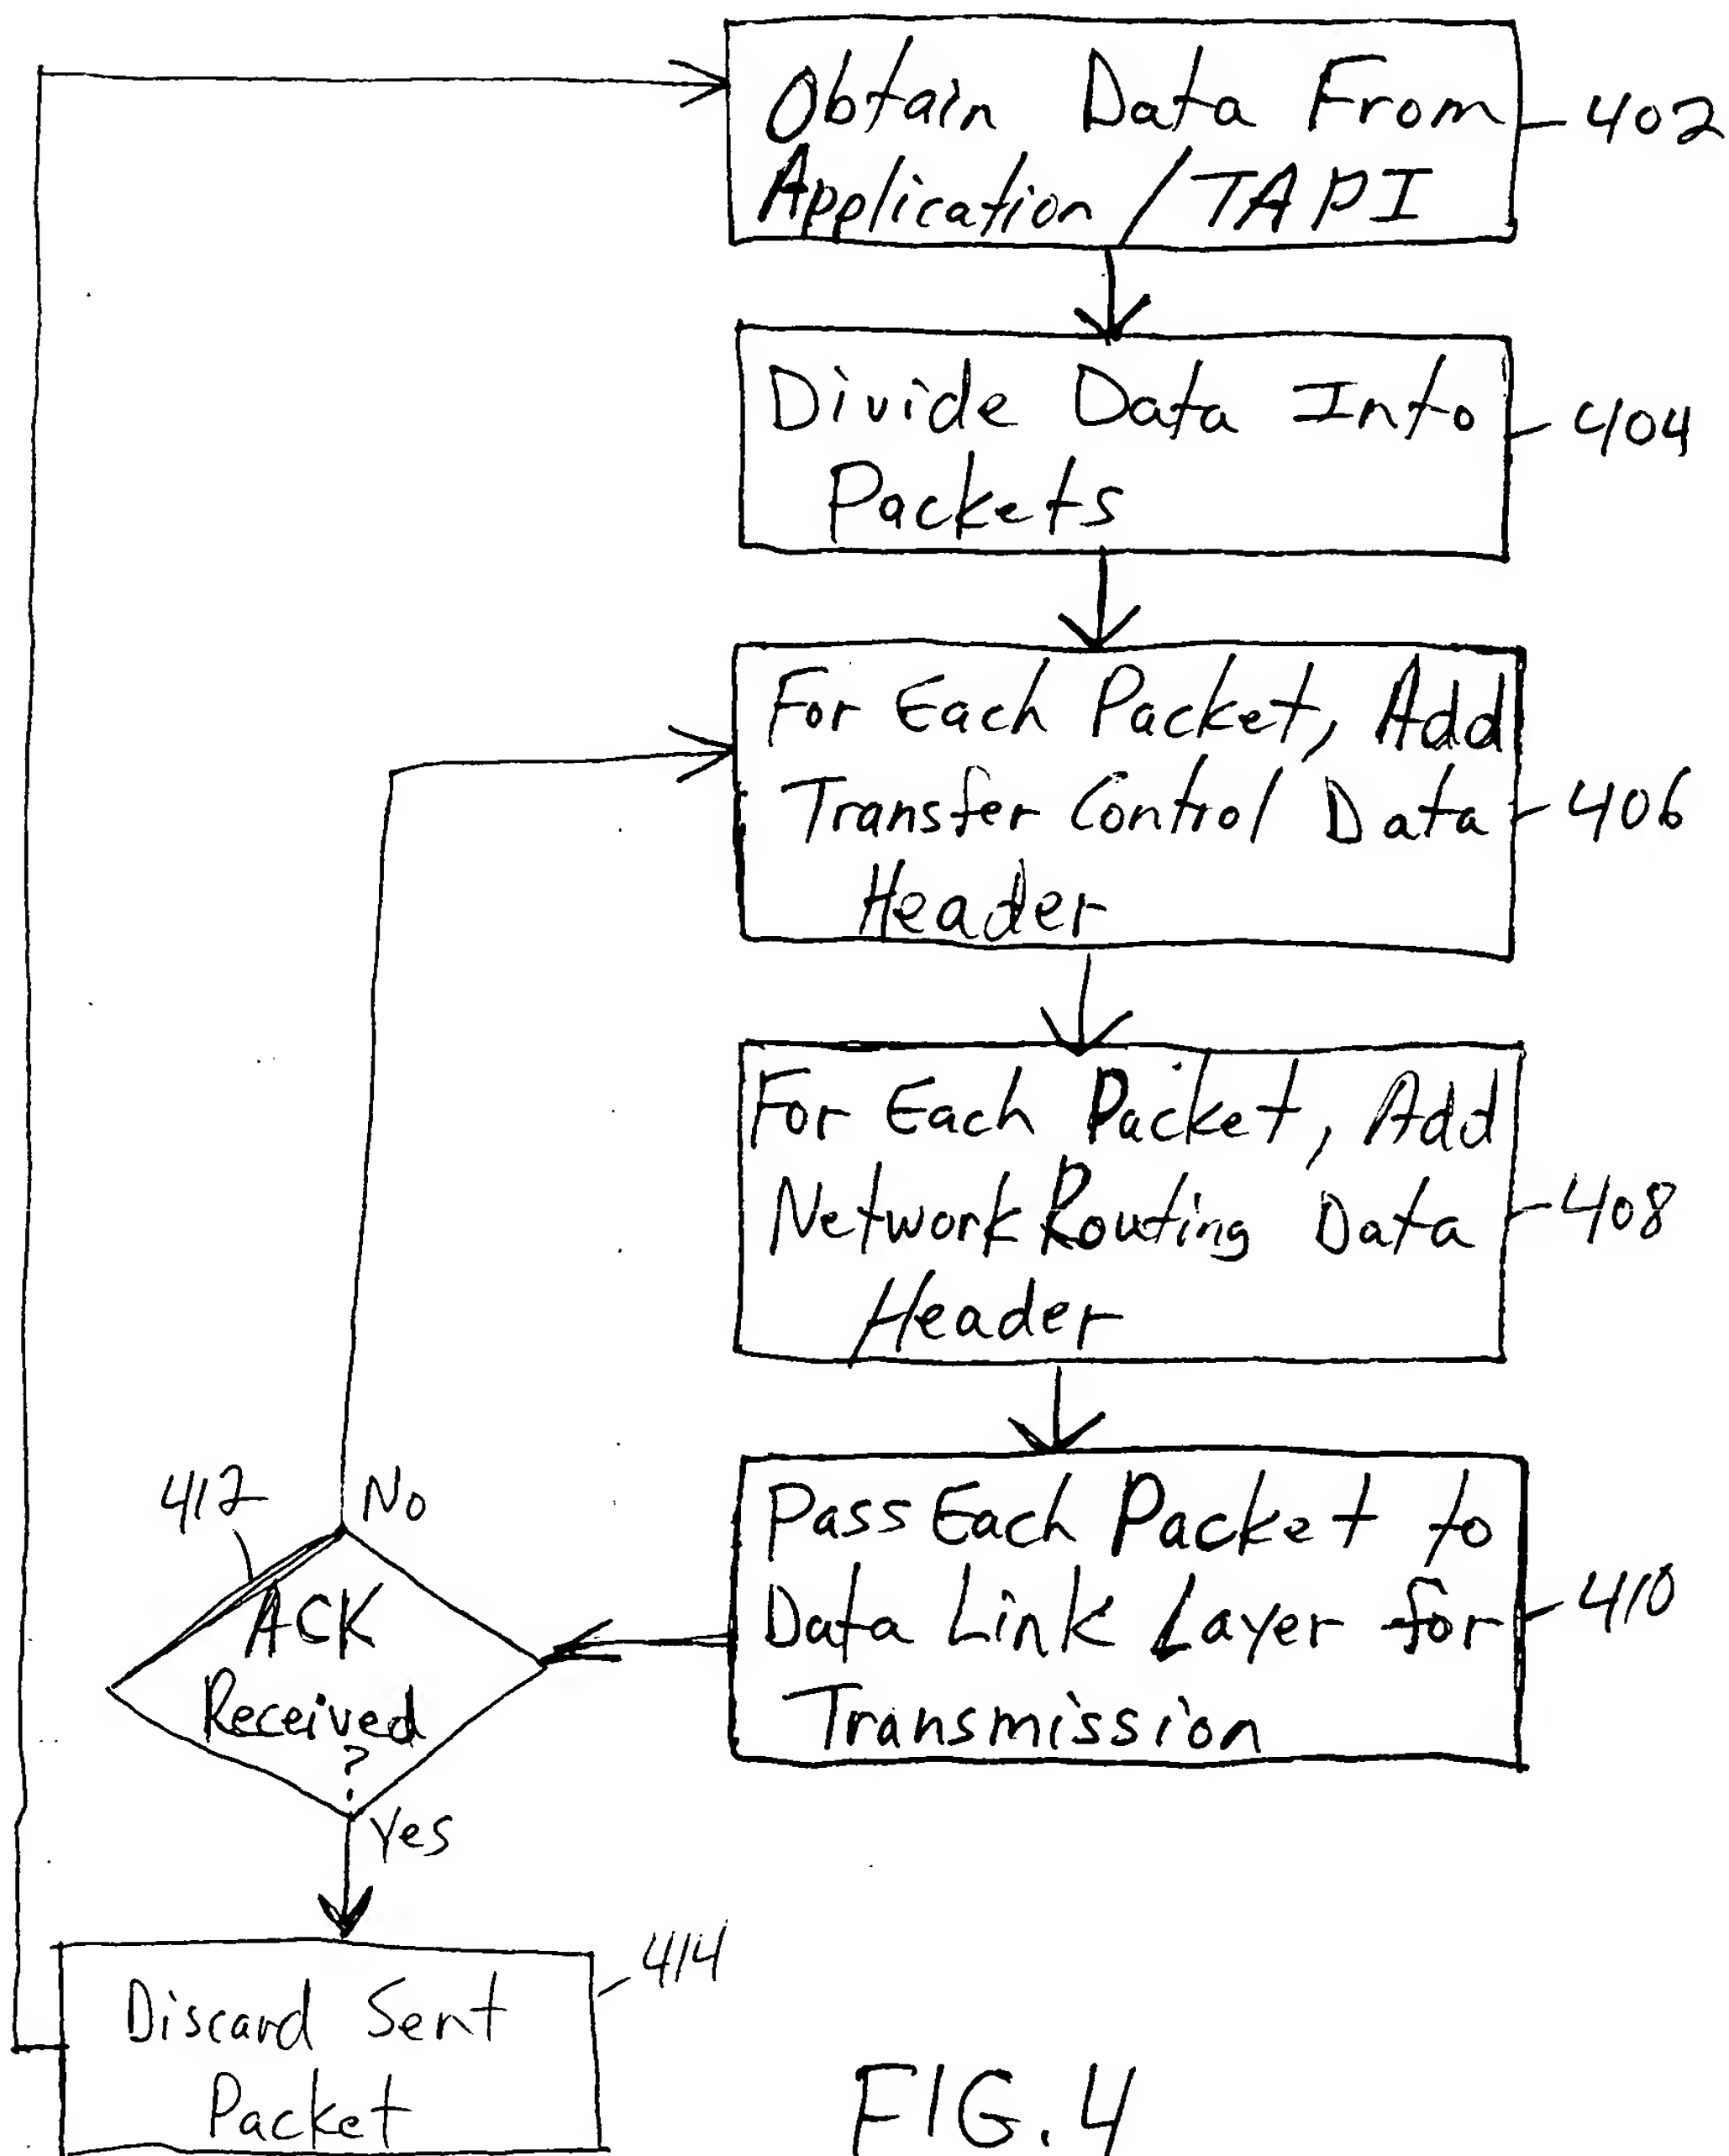 Obtain Data From
Application/TAPI
402
Divide Data Into
Packets
404
For Each Packet, Add
Transfer Control Data
Header
406
For Each Packet, Add
Network Routing Data
Header
408
Pass Each Packet to
Data Link Layer for
Transmission
410
412
No
ACK
Received
?
Yes
Discard Sent
Packet
414
FIG. 4